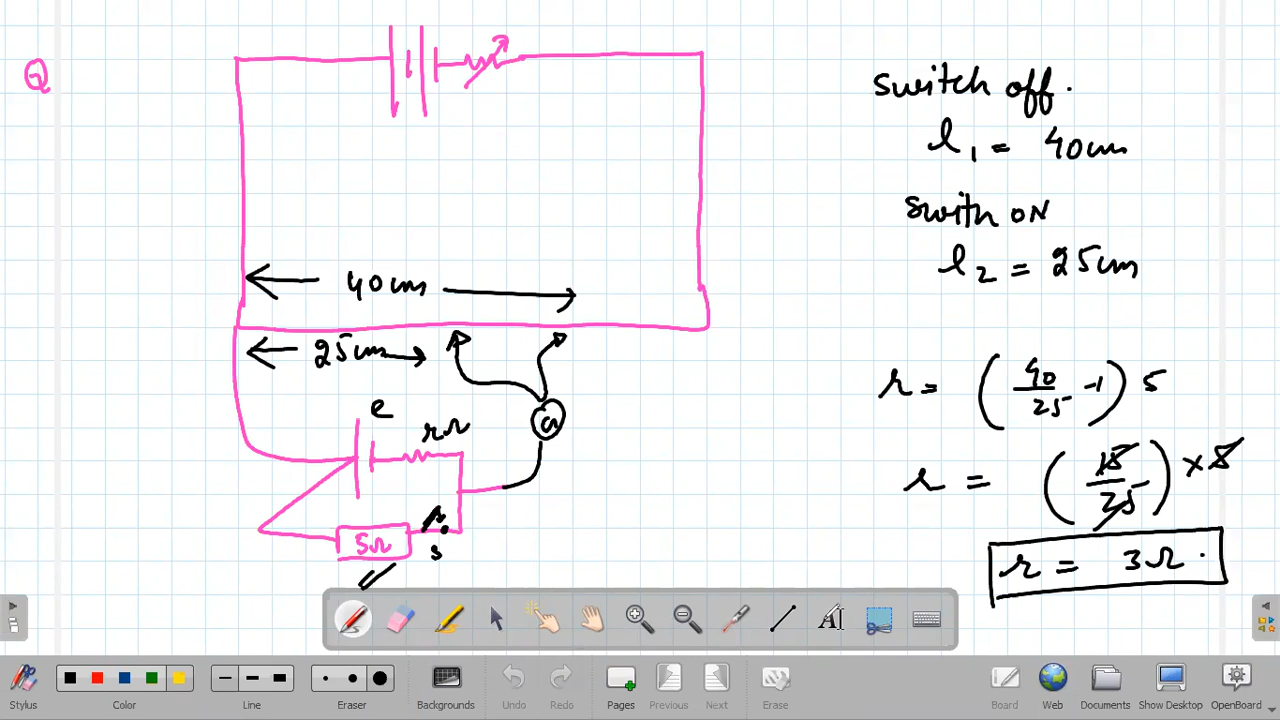 Q
switch off.
l1 = 40cm
swith ON
l2 = 25cm
40cm
25cm
e
rΩ
G
5Ω
s
r = (40/25 - 1) 5
r = (15/25) × 5
r = 3Ω.
Stylus
Color
Line
Eraser
Backgrounds
Undo
Redo
Pages
Previous
Next
Erase
Board
Web
Documents
Show Desktop
OpenBoard